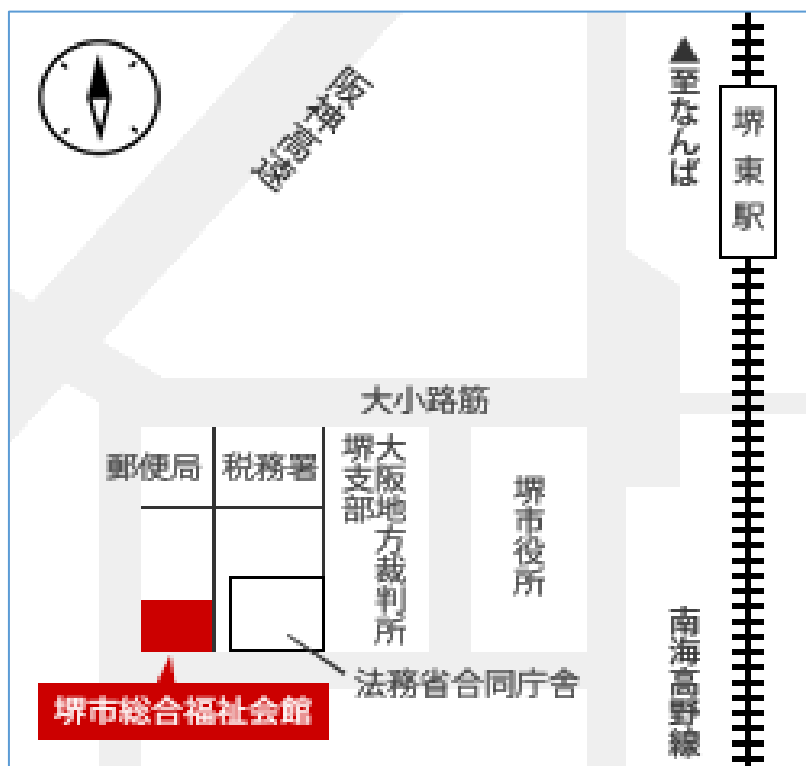 阪神高速
▲至なんば
堺東駅
大小路筋
郵便局
税務署
大阪地方裁判所
堺支部
堺市役所
南海高野線
法務省合同庁舎
堺市総合福祉会館